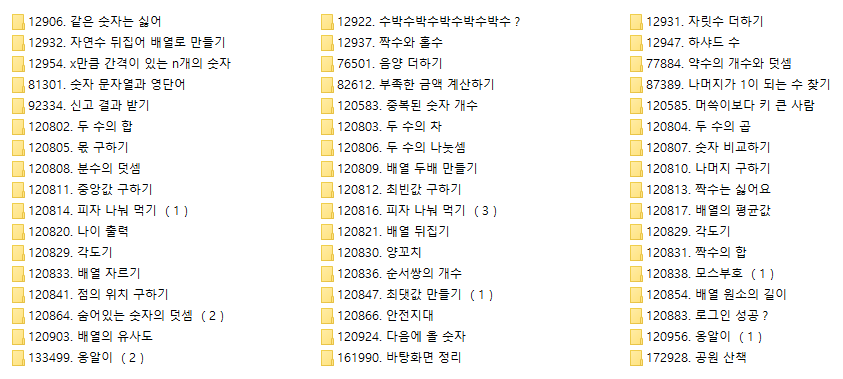 12906. 같은 숫자는 싫어 12922. 수박수박수박수박수박수? 12931. 자릿수 더하기
12932. 자연수 뒤집어 배열로 만들기 12937. 짝수와 홀수 12947. 하샤드 수
12954. x만큼 간격이 있는 n개의 숫자 76501. 음양 더하기 77884. 약수의 개수와 덧셈
81301. 숫자 문자열과 영단어 82612. 부족한 금액 계산하기 87389. 나머지가 1이 되는 수 찾기
92334. 신고 결과 받기 120583. 중복된 숫자 개수 120585. 머쓱이보다 키 큰 사람
120802. 두 수의 합 120803. 두 수의 차 120804. 두 수의 곱
120805. 몫 구하기 120806. 두 수의 나눗셈 120807. 숫자 비교하기
120808. 분수의 덧셈 120809. 배열 두배 만들기 120810. 나머지 구하기
120811. 중앙값 구하기 120812. 최빈값 구하기 120813. 짝수는 싫어요
120814. 피자 나눠 먹기 (1) 120816. 피자 나눠 먹기 (3) 120817. 배열의 평균값
120820. 나이 출력 120821. 배열 뒤집기 120829. 각도기
120829. 각도기 120830. 양꼬치 120831. 짝수의 합
120833. 배열 자르기 120836. 순서쌍의 개수 120838. 모스부호 (1)
120841. 점의 위치 구하기 120847. 최댓값 만들기 (1) 120854. 배열 원소의 길이
120864. 숨어있는 숫자의 덧셈 (2) 120866. 안전지대 120883. 로그인 성공?
120903. 배열의 유사도 120924. 다음에 올 숫자 120956. 옹알이 (1)
133499. 옹알이 (2) 161990. 바탕화면 정리 172928. 공원 산책